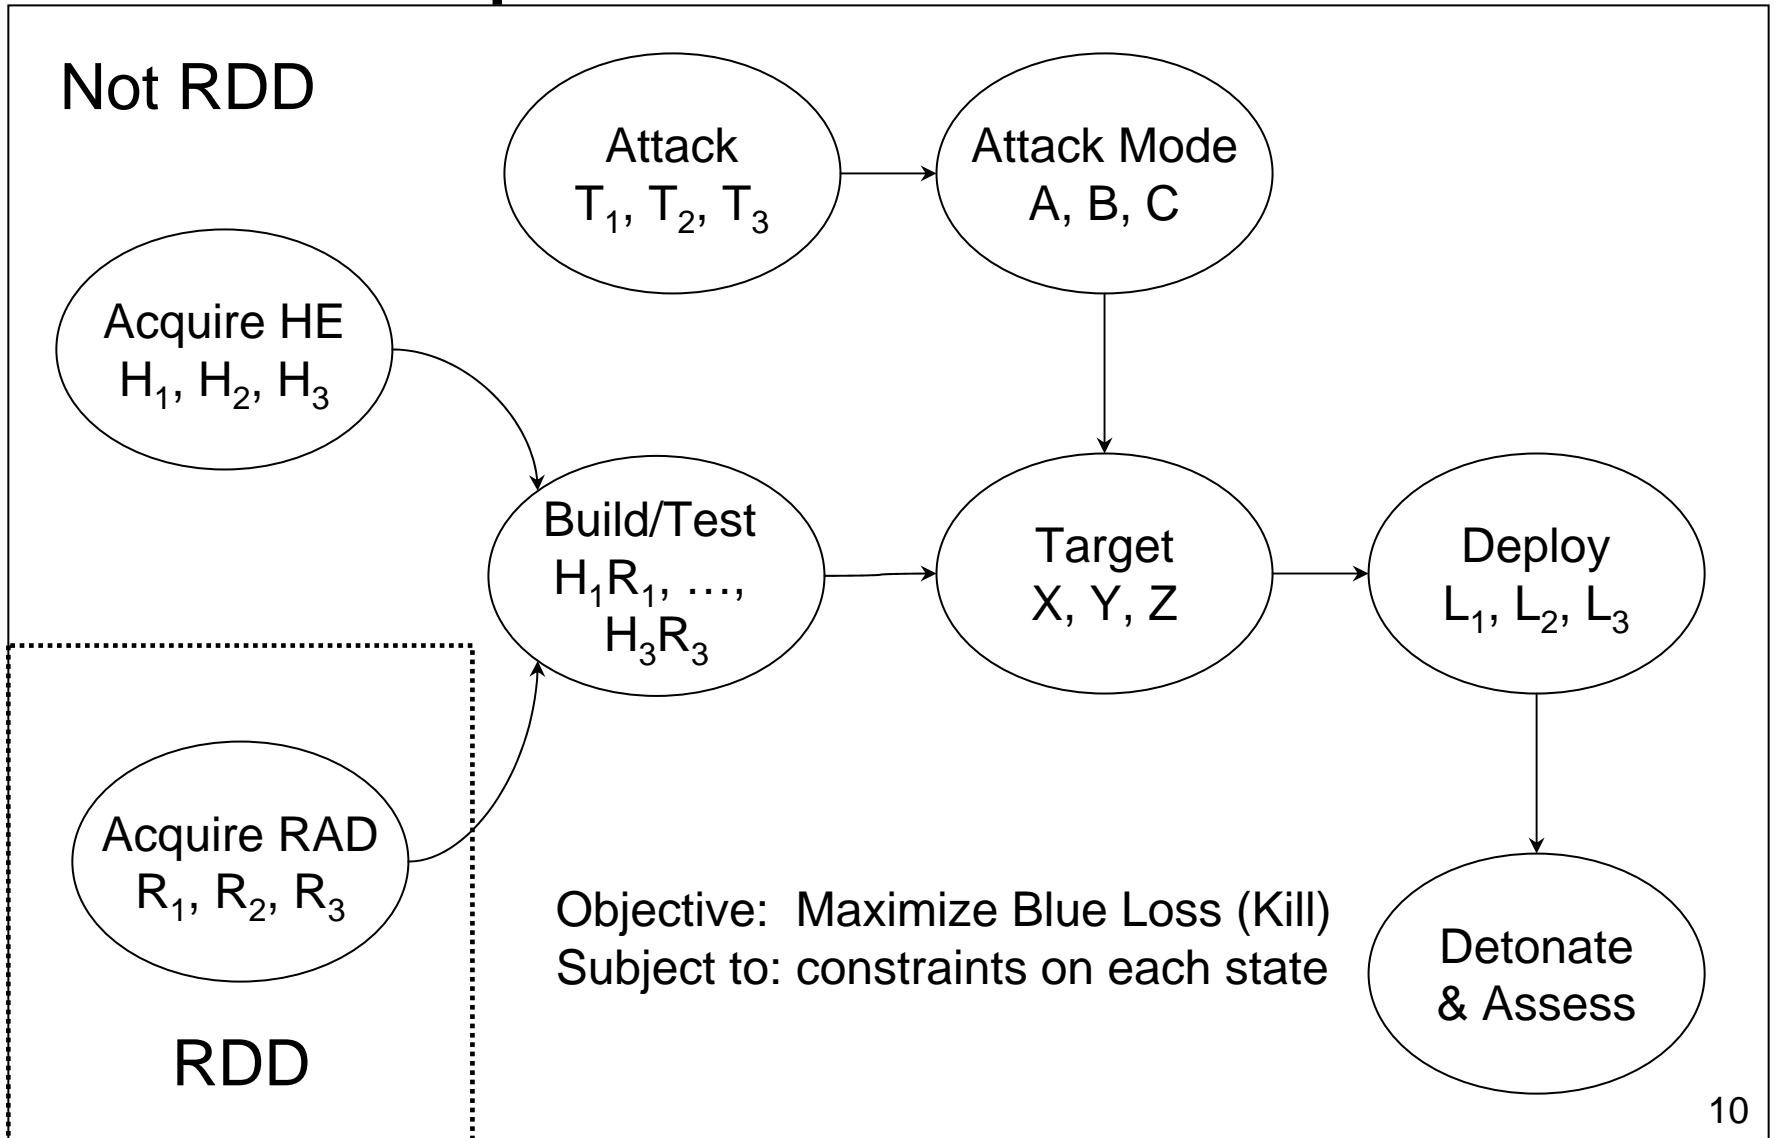 Not RDD
Attack
T₁, T₂, T₃
Attack Mode
A, B, C
Acquire HE
H₁, H₂, H₃
Build/Test
H₁R₁, …,
H₃R₃
Target
X, Y, Z
Deploy
L₁, L₂, L₃
Acquire RAD
R₁, R₂, R₃
RDD
Objective: Maximize Blue Loss (Kill)
Subject to: constraints on each state
Detonate
& Assess
10